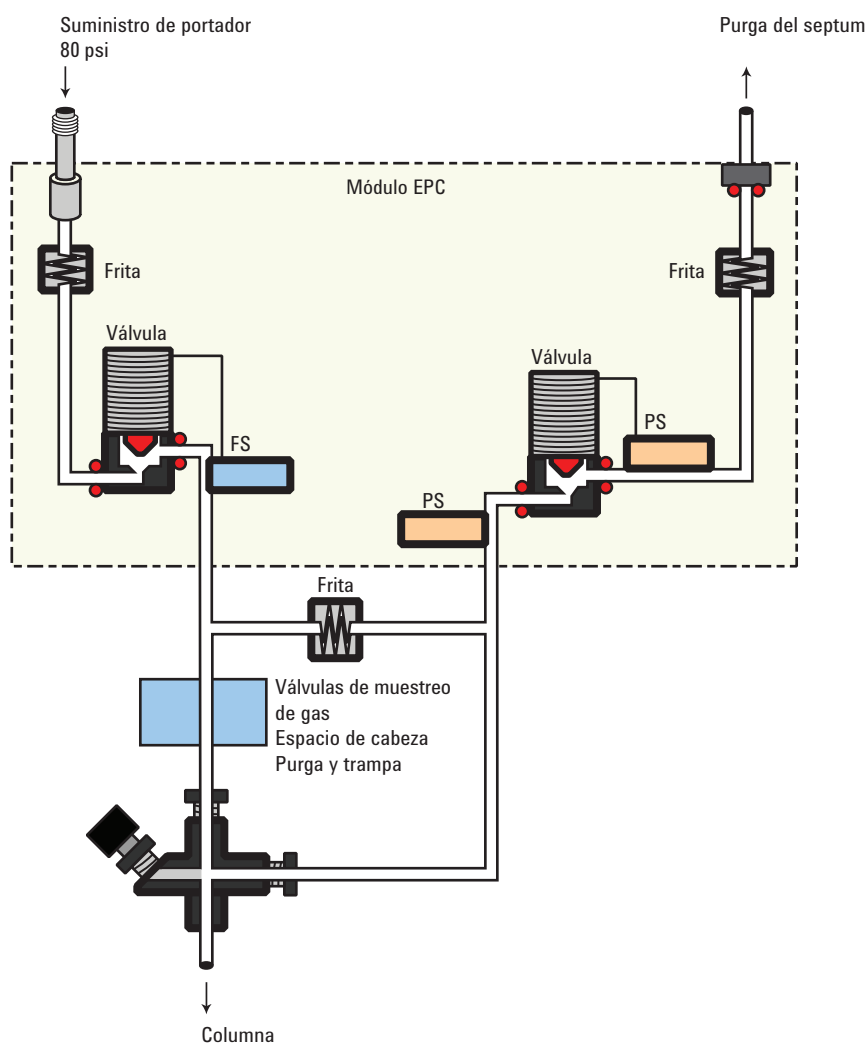 Suministro de portador
80 psi
Purga del septum
Módulo EPC
Frita
Frita
Válvula
Válvula
FS
PS
PS
Frita
Válvulas de muestreo
de gas
Espacio de cabeza
Purga y trampa
Columna